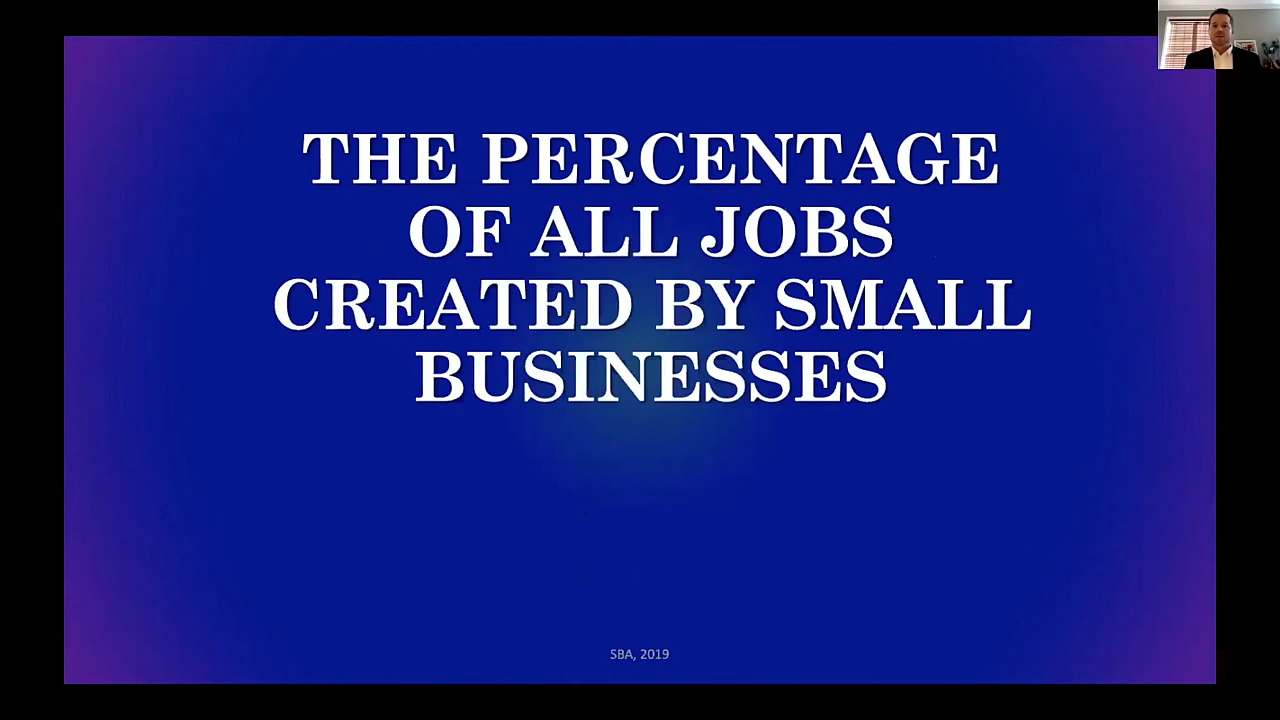 THE PERCENTAGE
OF ALL JOBS
CREATED BY SMALL
BUSINESSES
SBA, 2019